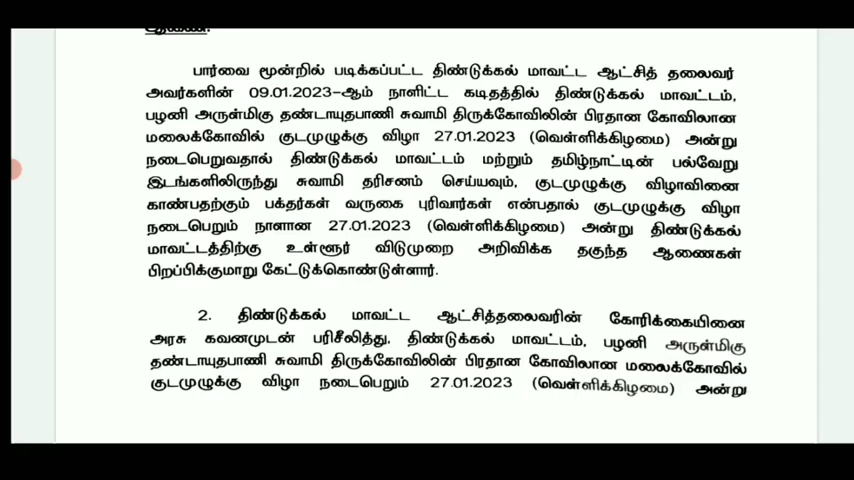 ஆணை:
பார்வை மூன்றில் படிக்கப்பட்ட திண்டுக்கல் மாவட்ட ஆட்சித் தலைவர்
அவர்களின் 09.01.2023-ஆம் நாளிட்ட கடிதத்தில் திண்டுக்கல் மாவட்டம்,
பழனி அருள்மிகு தண்டாயுதபாணி சுவாமி திருக்கோவிலின் பிரதான கோவிலான
மலைக்கோவில் குடமுழுக்கு விழா 27.01.2023 (வெள்ளிக்கிழமை) அன்று
நடைபெறுவதால் திண்டுக்கல் மாவட்டம் மற்றும் தமிழ்நாட்டின் பல்வேறு
இடங்களிலிருந்து சுவாமி தரிசனம் செய்யவும், குடமுழுக்கு விழாவினை
காண்பதற்கும் பக்தர்கள் வருகை புரிவார்கள் என்பதால் குடமுழுக்கு விழா
நடைபெறும் நாளான 27.01.2023 (வெள்ளிக்கிழமை) அன்று திண்டுக்கல்
மாவட்டத்திற்கு உள்ளூர் விடுமுறை அறிவிக்க தகுந்த ஆணைகள்
பிறப்பிக்குமாறு கேட்டுக்கொண்டுள்ளார்.
2. திண்டுக்கல் மாவட்ட ஆட்சித்தலைவரின் கோரிக்கையினை
அரசு கவனமுடன் பரிசீலித்து, திண்டுக்கல் மாவட்டம், பழனி அருள்மிகு
தண்டாயுதபாணி சுவாமி திருக்கோவிலின் பிரதான கோவிலான மலைக்கோவில்
குடமுழுக்கு விழா நடைபெறும் 27.01.2023 (வெள்ளிக்கிழமை) அன்று